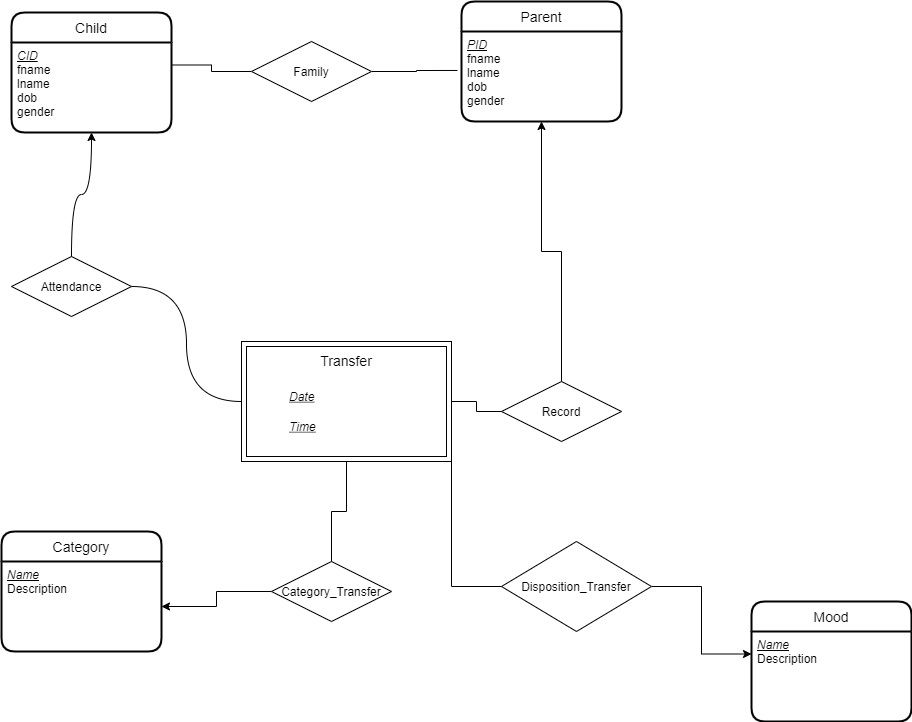 Child
CID
fname
lname
dob
gender
Family
Parent
PID
fname
lname
dob
gender
Attendance
Transfer
Date
Time
Record
Category
Name
Description
Category_Transfer
Disposition_Transfer
Mood
Name
Description